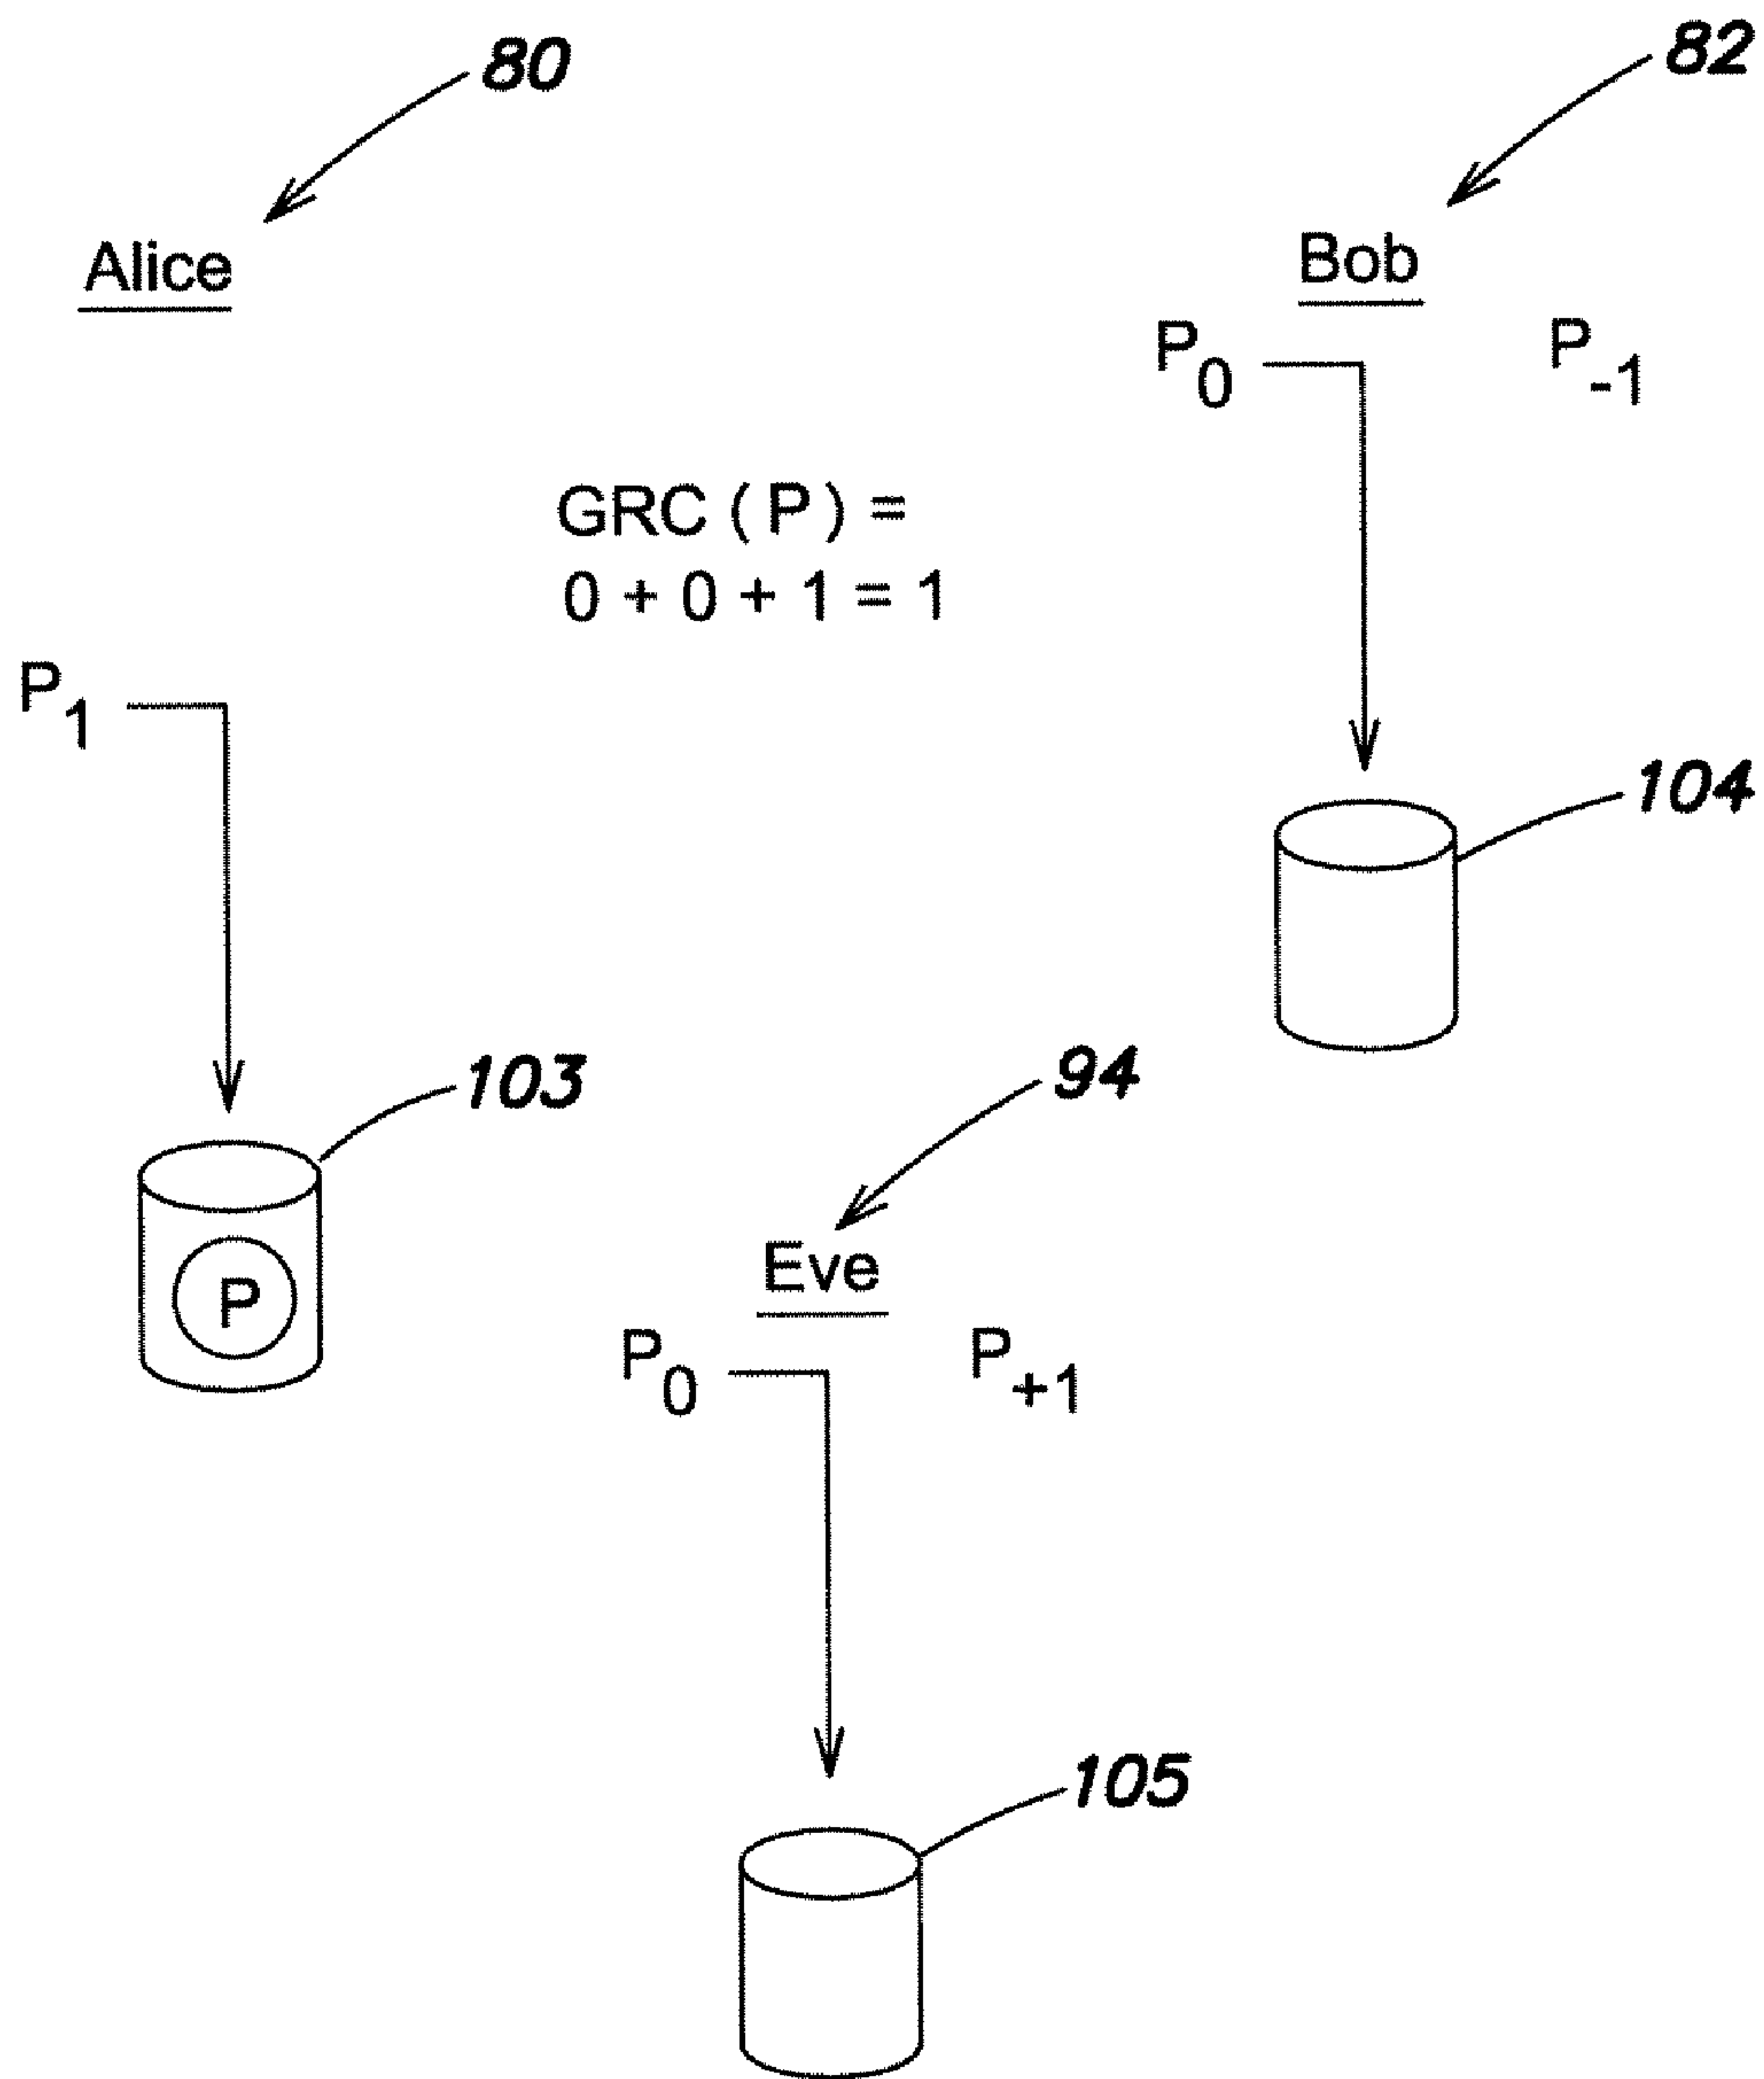 80
82
Alice
Bob
P0
P-1
GRC ( P ) =
0 + 0 + 1 = 1
P1
104
103
94
P
Eve
P0
P+1
105